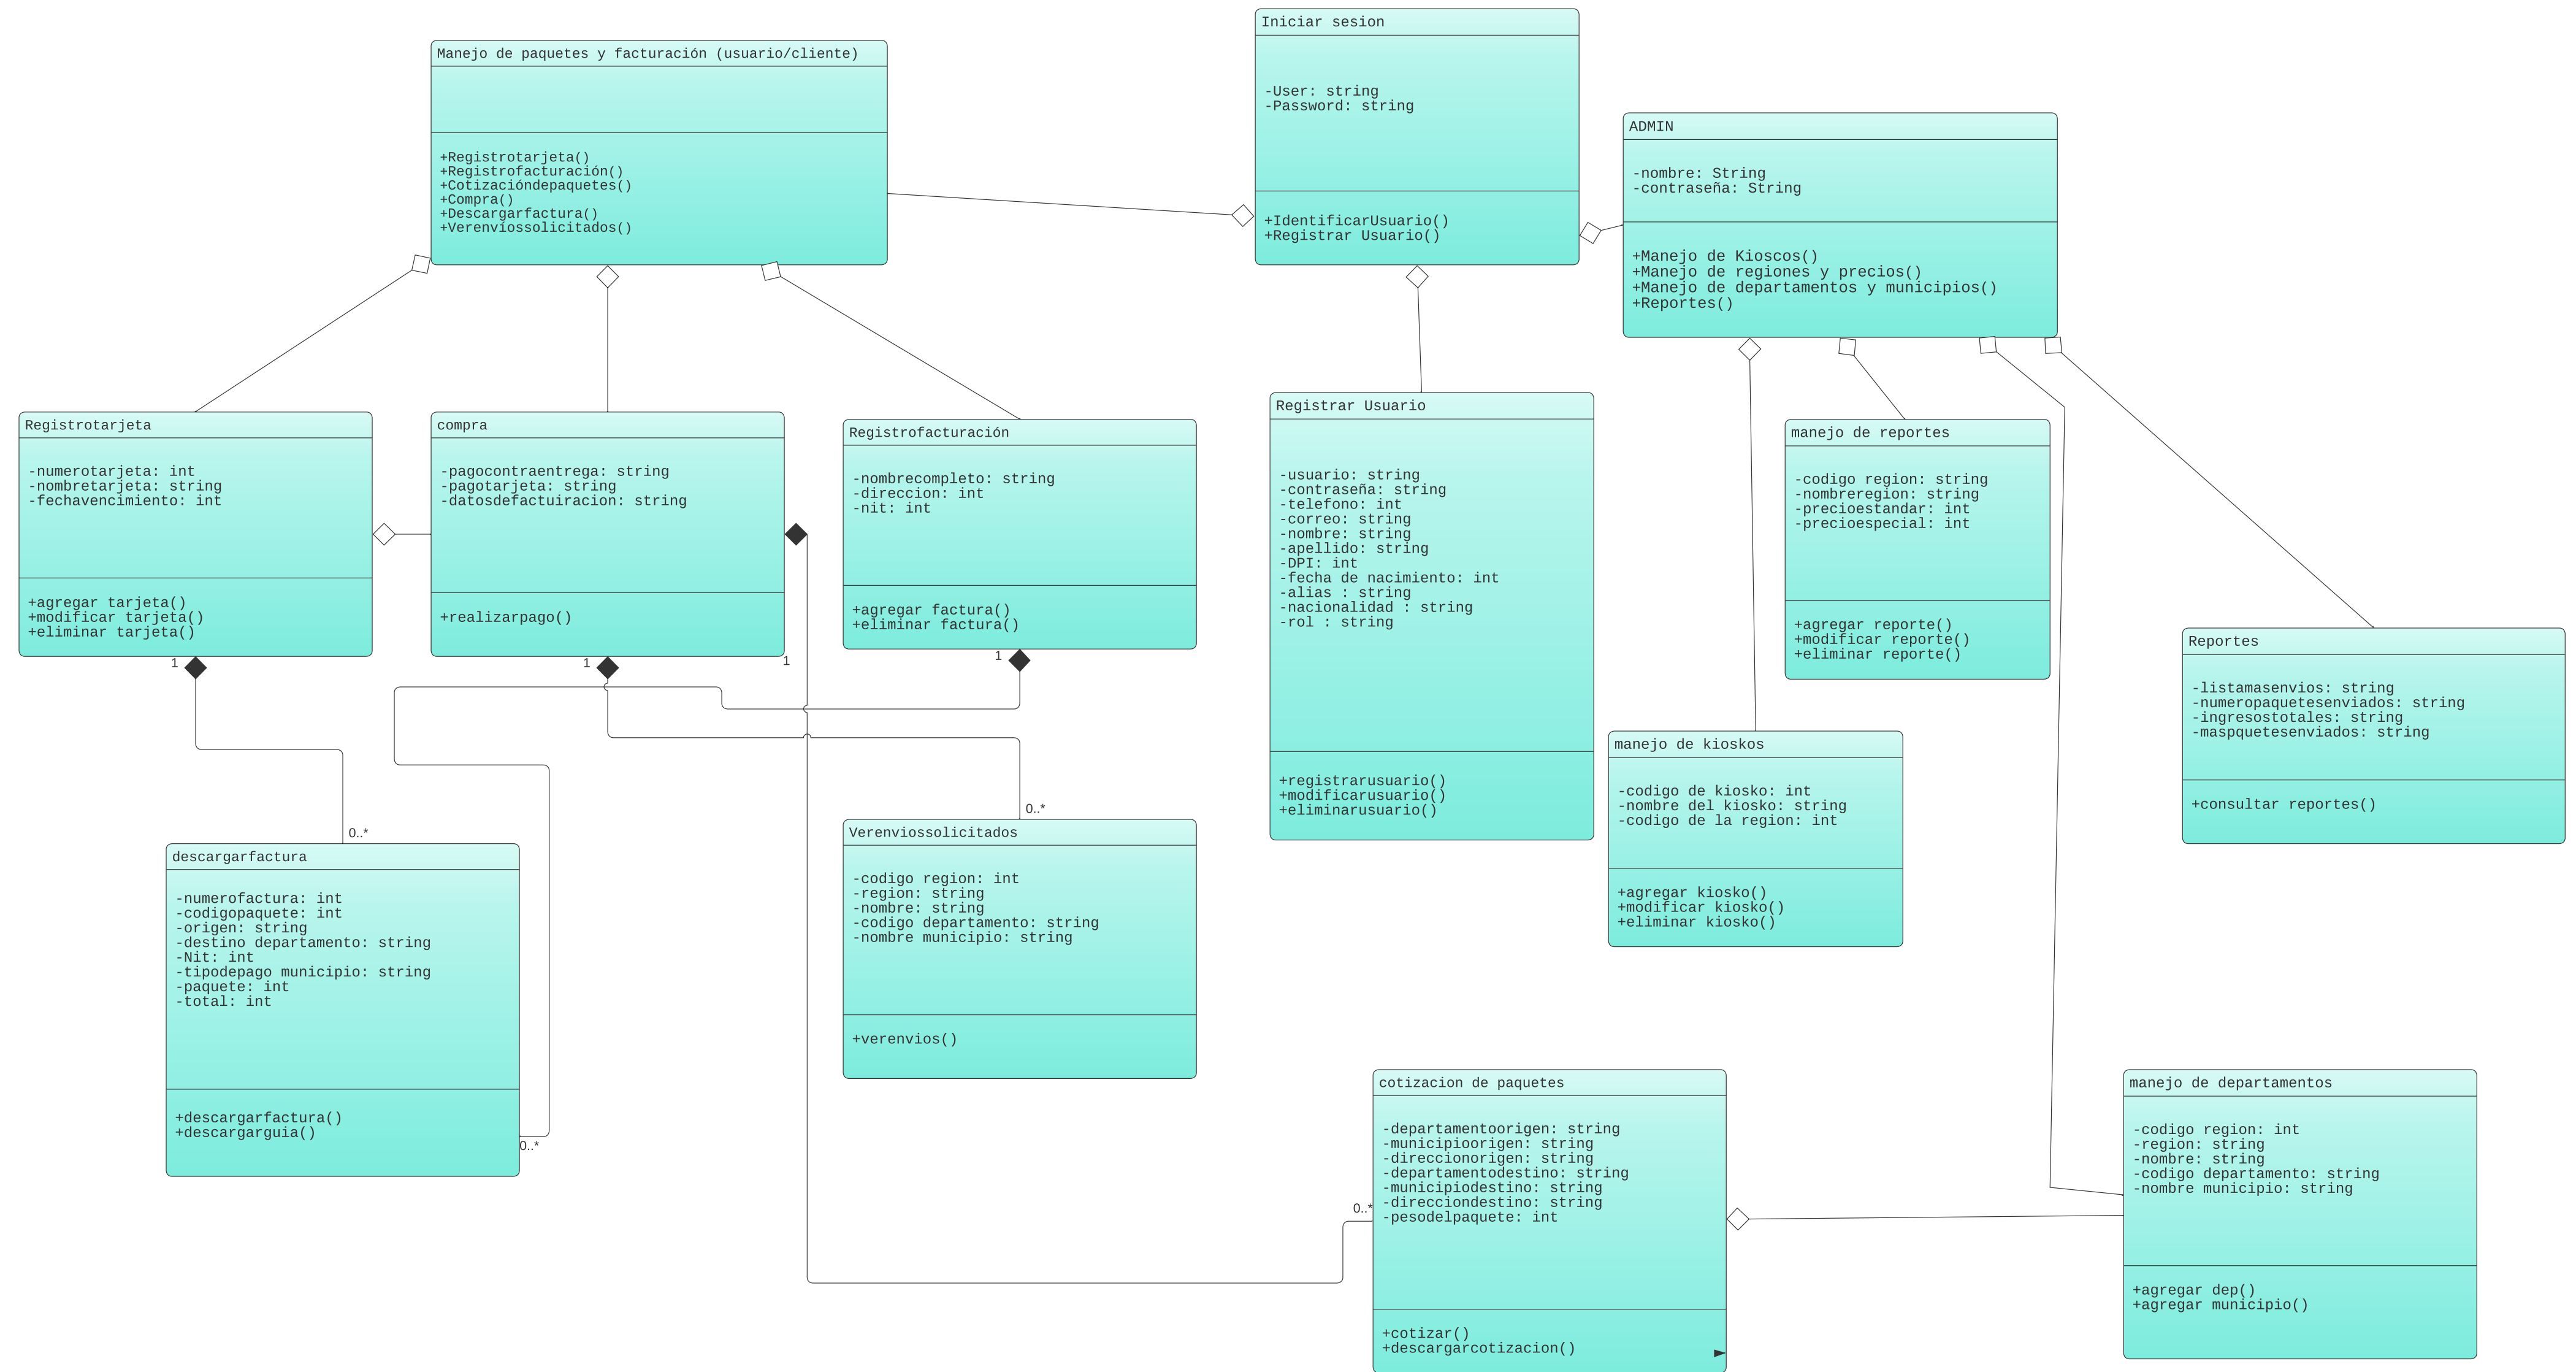 Iniciar sesion
-User: string
-Password: string
+IdentificarUsuario()
+Registrar Usuario()
Manejo de paquetes y facturación (usuario/cliente)
+Registrotarjeta()
+Registrofacturación()
+Cotizacióndepaquetes()
+Compra()
+Descargarfactura()
+Verenviossolicitados()
ADMIN
-nombre: String
-contraseña: String
+Manejo de Kioscos()
+Manejo de regiones y precios()
+Manejo de departamentos y municipios()
+Reportes()
Registrotarjeta
-numerotarjeta: int
-nombretarjeta: string
-fechavencimiento: int
+agregar tarjeta()
+modificar tarjeta()
+eliminar tarjeta()
1
compra
-pagocontraentrega: string
-pagotarjeta: string
-datosdefactuiracion: string
+realizarpago()
1
1
Registrofacturación
-nombrecompleto: string
-direccion: int
-nit: int
+agregar factura()
+eliminar factura()
1
Registrar Usuario
-usuario: string
-contraseña: string
-telefono: int
-correo: string
-nombre: string
-apellido: string
-DPI: int
-fecha de nacimiento: int
-alias : string
-nacionalidad : string
-rol : string
+registrarusuario()
+modificarusuario()
+eliminarusuario()
manejo de reportes
-codigo region: string
-nombreregion: string
-precioestandar: int
-precioespecial: int
+agregar reporte()
+modificar reporte()
+eliminar reporte()
Reportes
-listamasenvios: string
-numeropaquetesenviados: string
-ingresostotales: string
-maspquetesenviados: string
+consultar reportes()
manejo de kioskos
-codigo de kiosko: int
-nombre del kiosko: string
-codigo de la region: int
+agregar kiosko()
+modificar kiosko()
+eliminar kiosko()
0..*
descargarfactura
-numerofactura: int
-codigopaquete: int
-origen: string
-destino departamento: string
-Nit: int
-tipodepago municipio: string
-paquete: int
-total: int
+descargarfactura()
+descargarguia()
0..*
0..*
Verenviossolicitados
-codigo region: int
-region: string
-nombre: string
-codigo departamento: string
-nombre municipio: string
+verenvios()
0..*
cotizacion de paquetes
-departamentoorigen: string
-municipioorigen: string
-direccionorigen: string
-departamentodestino: string
-municipiodestino: string
-direcciondestino: string
-pesodelpaquete: int
+cotizar()
+descargarcotizacion()
manejo de departamentos
-codigo region: int
-region: string
-nombre: string
-codigo departamento: string
-nombre municipio: string
+agregar dep()
+agregar municipio()